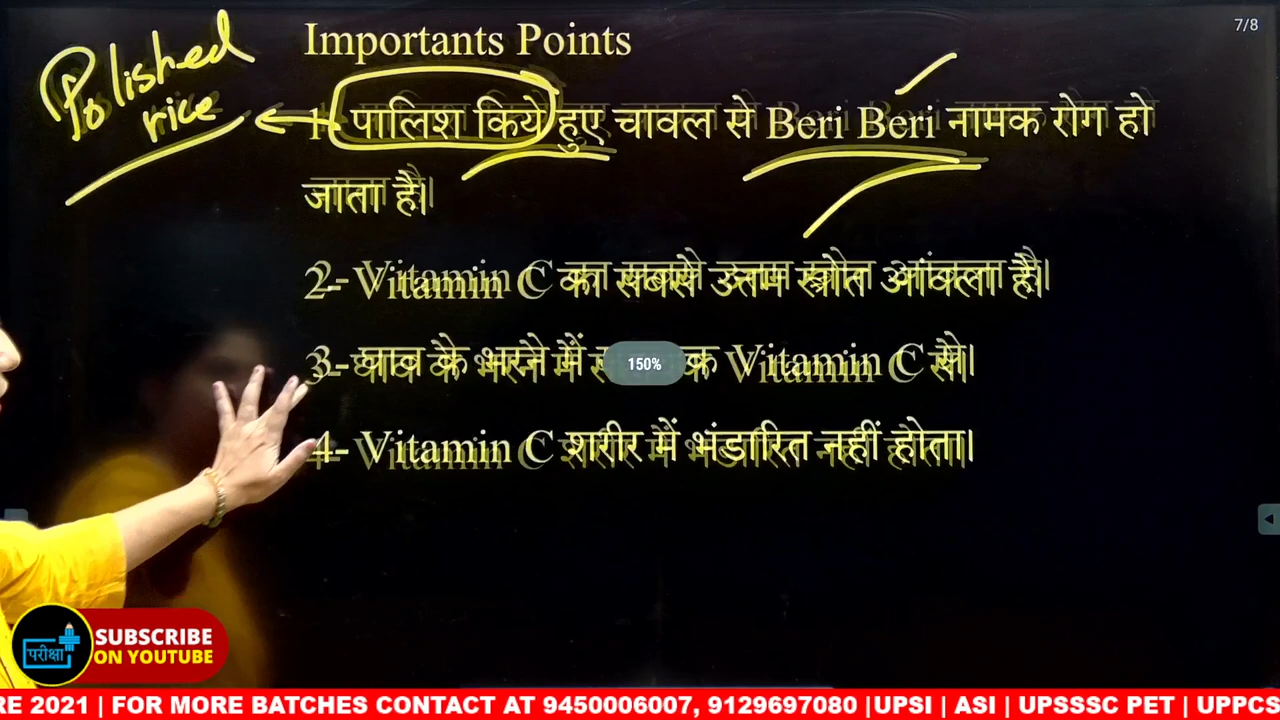 Importants Points
7/8
Polished
rice
1- पालिश किये हुए चावल से Beri Beri नामक रोग हो
जाता है।
2- Vitamin C का सबसे उत्तम स्रोत आंवला है।
3- घाव के भरने में Vitamin C से।
150%
4- Vitamin C शरीर में भंडारित नहीं होता।
परीक्षा
SUBSCRIBE
ON YOUTUBE
RE 2021 | FOR MORE BATCHES CONTACT AT 9450006007, 9129697080 |UPSI | ASI | UPSSSC PET | UPPCS